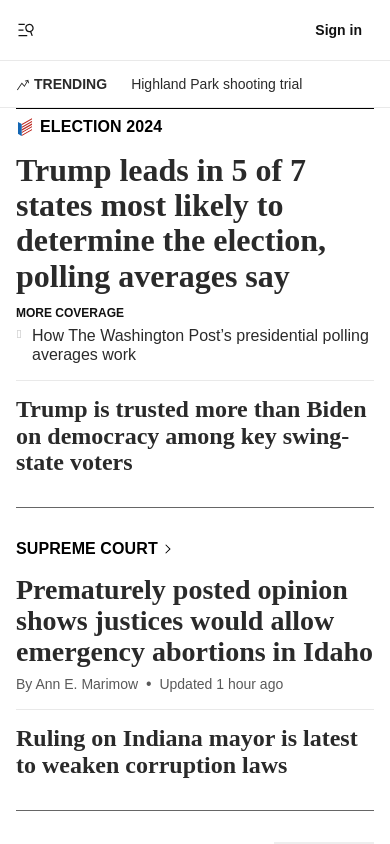 Sign in
TRENDING Highland Park shooting trial
ELECTION 2024
Trump leads in 5 of 7
states most likely to
determine the election,
polling averages say
MORE COVERAGE
How The Washington Post’s presidential polling
averages work
Trump is trusted more than Biden
on democracy among key swing-
state voters
SUPREME COURT
Prematurely posted opinion
shows justices would allow
emergency abortions in Idaho
By Ann E. Marimow • Updated 1 hour ago
Ruling on Indiana mayor is latest
to weaken corruption laws